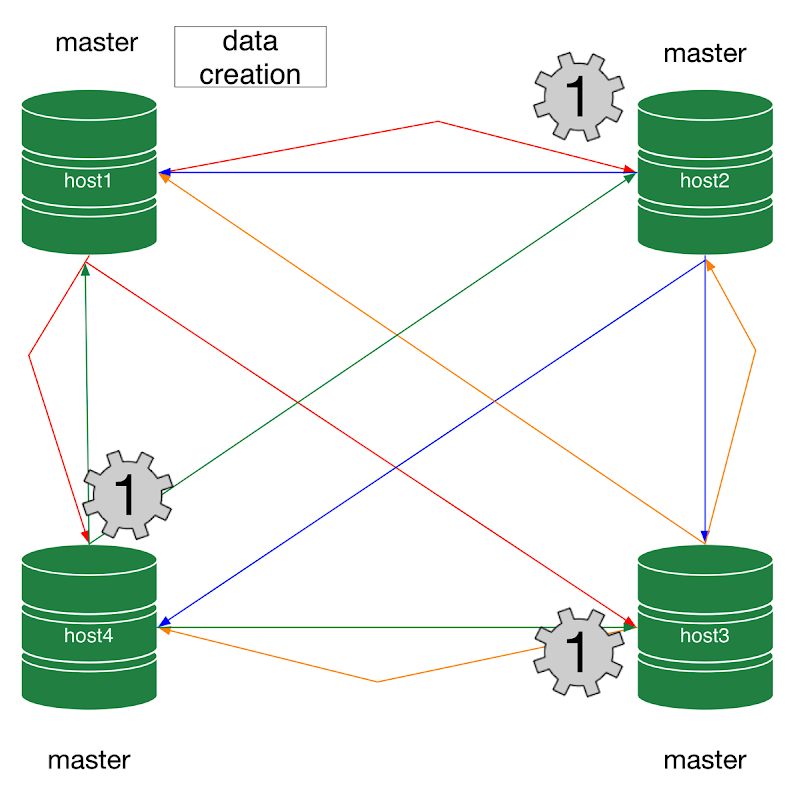 master
data
creation
master
1
host1
host2
1
host4
1
host3
master
master